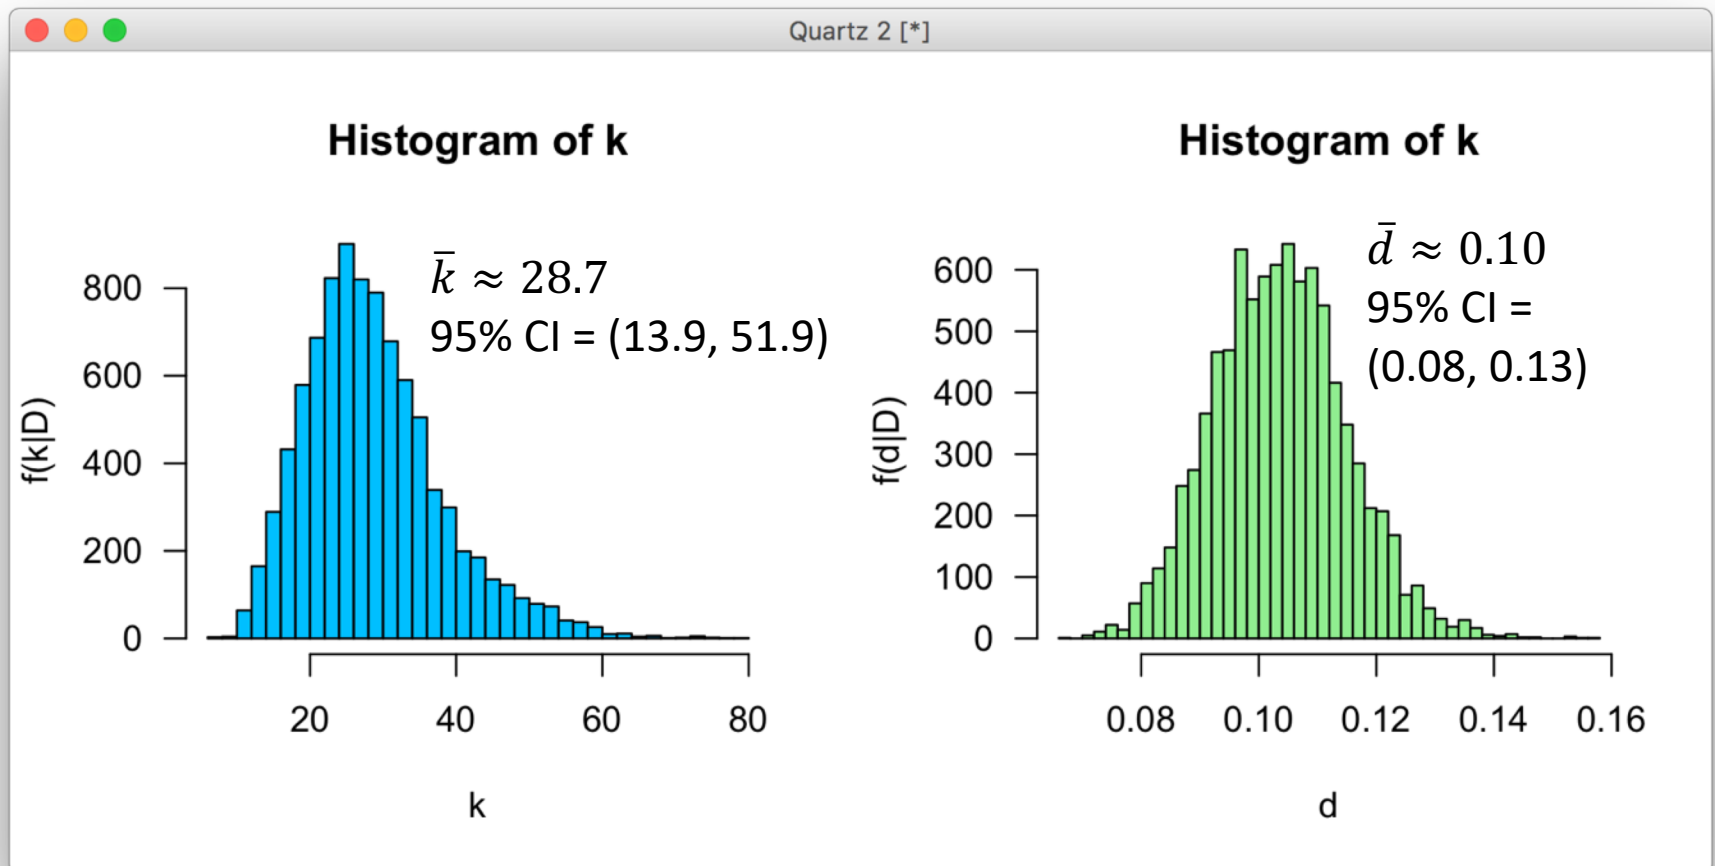 Quartz 2 [*]
Histogram of k
k̄ ≈ 28.7
95% CI = (13.9, 51.9)
f(k|D)
800
600
400
200
0
20 40 60 80
k
Histogram of k
d̄ ≈ 0.10
95% CI =
(0.08, 0.13)
f(d|D)
600
500
400
300
200
100
0
0.08 0.10 0.12 0.14 0.16
d